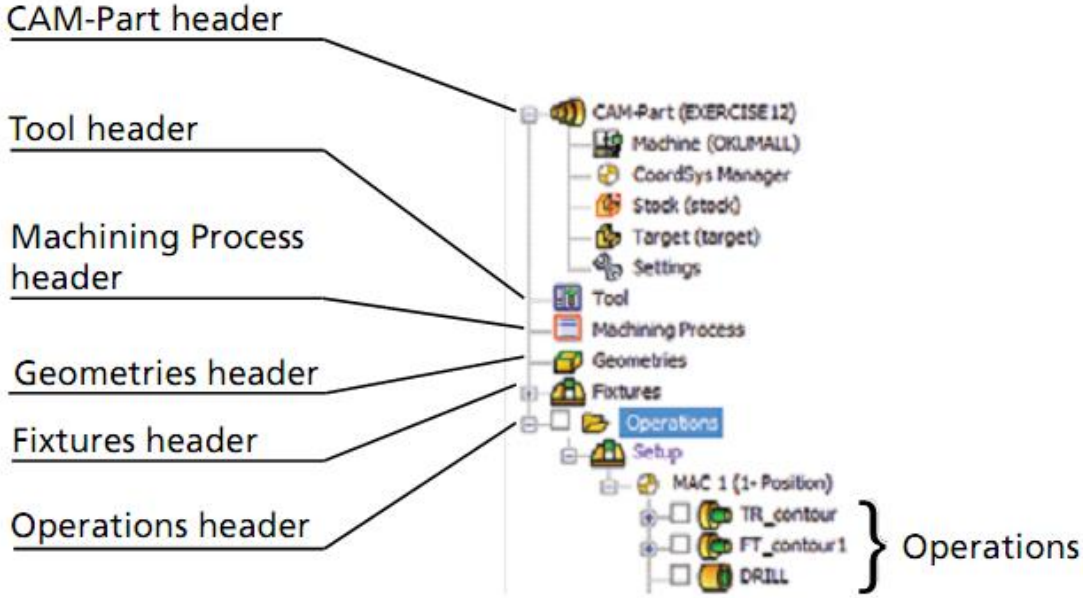 CAM-Part header
CAM-Part (EXERCISE12)
Tool header
Machine (OKUMALL)
CoordSys Manager
Stock (stock)
Machining Process
header
Target (target)
Settings
Tool
Machining Process
Geometries header
Geometries
Fixtures
Fixtures header
Operations
Setup
MAC 1 (1- Position)
Operations header
TR_contour
FT_contour1
Operations
DRILL